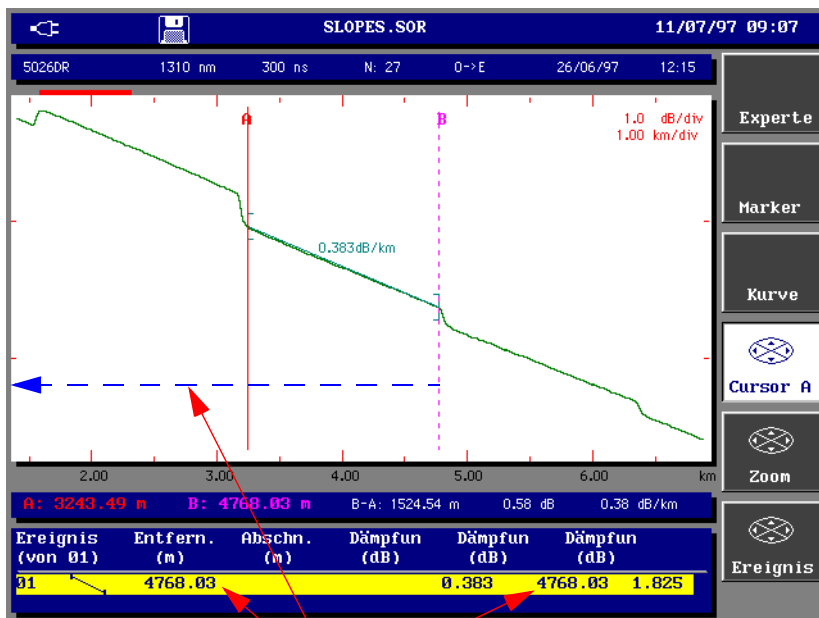 SLOPES.SOR 11/07/97 09:07
5026DR 1310 nm 300 ns N: 27 0->E 26/06/97 12:15
A B 1.0 dB/div
1.00 km/div
0.383dB/km
2.00 3.00 4.00 5.00 6.00 km
A: 3243.49 m B: 4768.03 m B-A: 1524.54 m 0.58 dB 0.38 dB/km
Ereignis Entfern. Abschn. Dämpfun Dämpfun Dämpfun
(von 01) (m) (m) (dB) (dB) (dB)
01 4768.03 0.383 4768.03 1.825
Experte
Marker
Kurve
Cursor A
Zoom
Ereignis